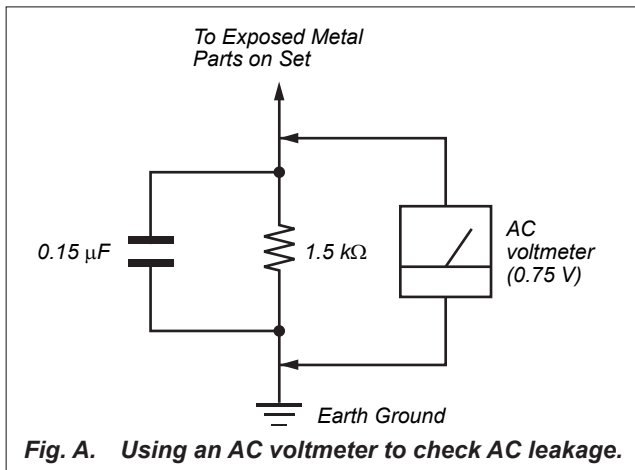 To Exposed Metal
Parts on Set
0.15 μF
1.5 kΩ
AC
voltmeter
(0.75 V)
Earth Ground
Fig. A. Using an AC voltmeter to check AC leakage.